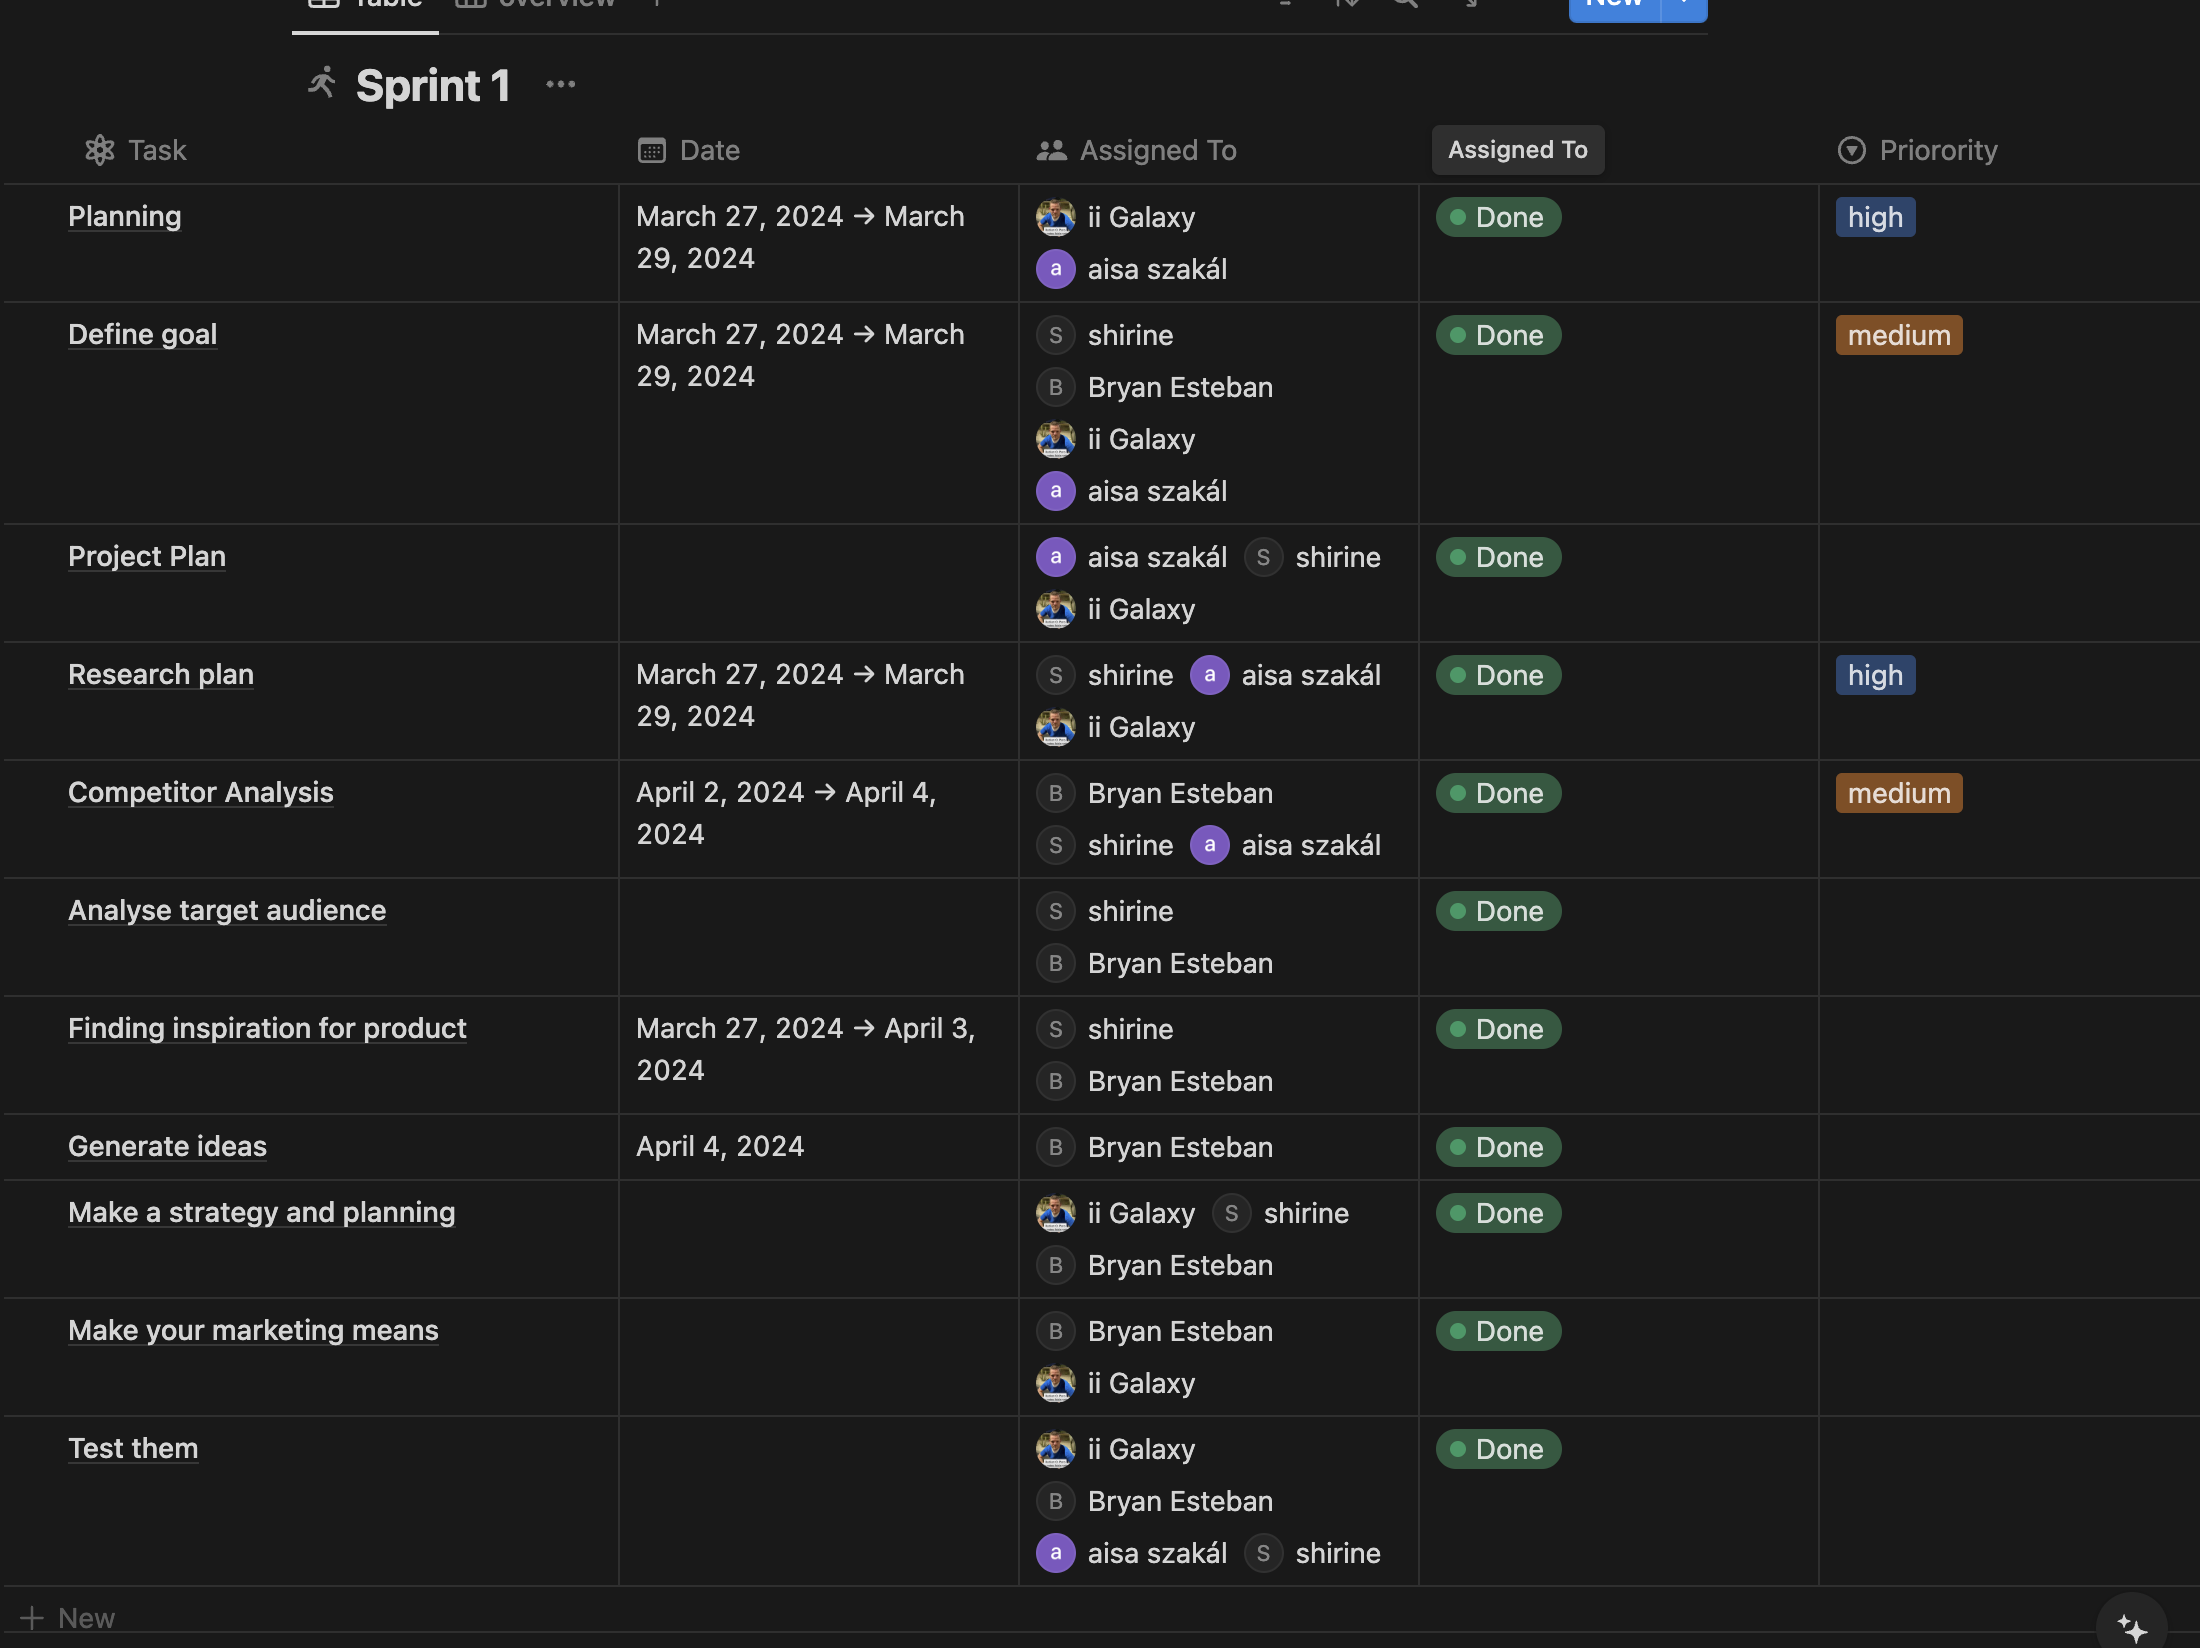 Table overview New
Sprint 1
Task Date Assigned To Assigned To Priorority
Planning March 27, 2024 → March ii Galaxy Done high
29, 2024 a aisa szakál
Define goal March 27, 2024 → March S shirine Done medium
29, 2024 B Bryan Esteban
ii Galaxy
a aisa szakál
Project Plan a aisa szakál S shirine Done
ii Galaxy
Research plan March 27, 2024 → March S shirine a aisa szakál Done high
29, 2024 ii Galaxy
Competitor Analysis April 2, 2024 → April 4, B Bryan Esteban Done medium
2024 S shirine a aisa szakál
Analyse target audience S shirine Done
B Bryan Esteban
Finding inspiration for product March 27, 2024 → April 3, S shirine Done
2024 B Bryan Esteban
Generate ideas April 4, 2024 B Bryan Esteban Done
Make a strategy and planning ii Galaxy S shirine Done
B Bryan Esteban
Make your marketing means B Bryan Esteban Done
ii Galaxy
Test them ii Galaxy Done
B Bryan Esteban
a aisa szakál S shirine
+ New